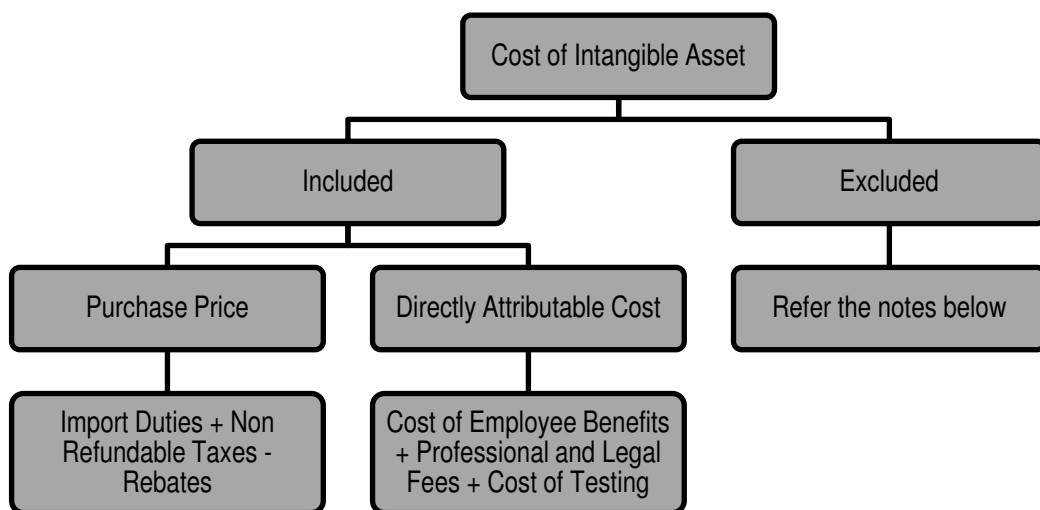 Cost of Intangible Asset
Included
Excluded
Purchase Price
Directly Attributable Cost
Refer the notes below
Import Duties + Non
Refundable Taxes -
Rebates
Cost of Employee Benefits
+ Professional and Legal
Fees + Cost of Testing